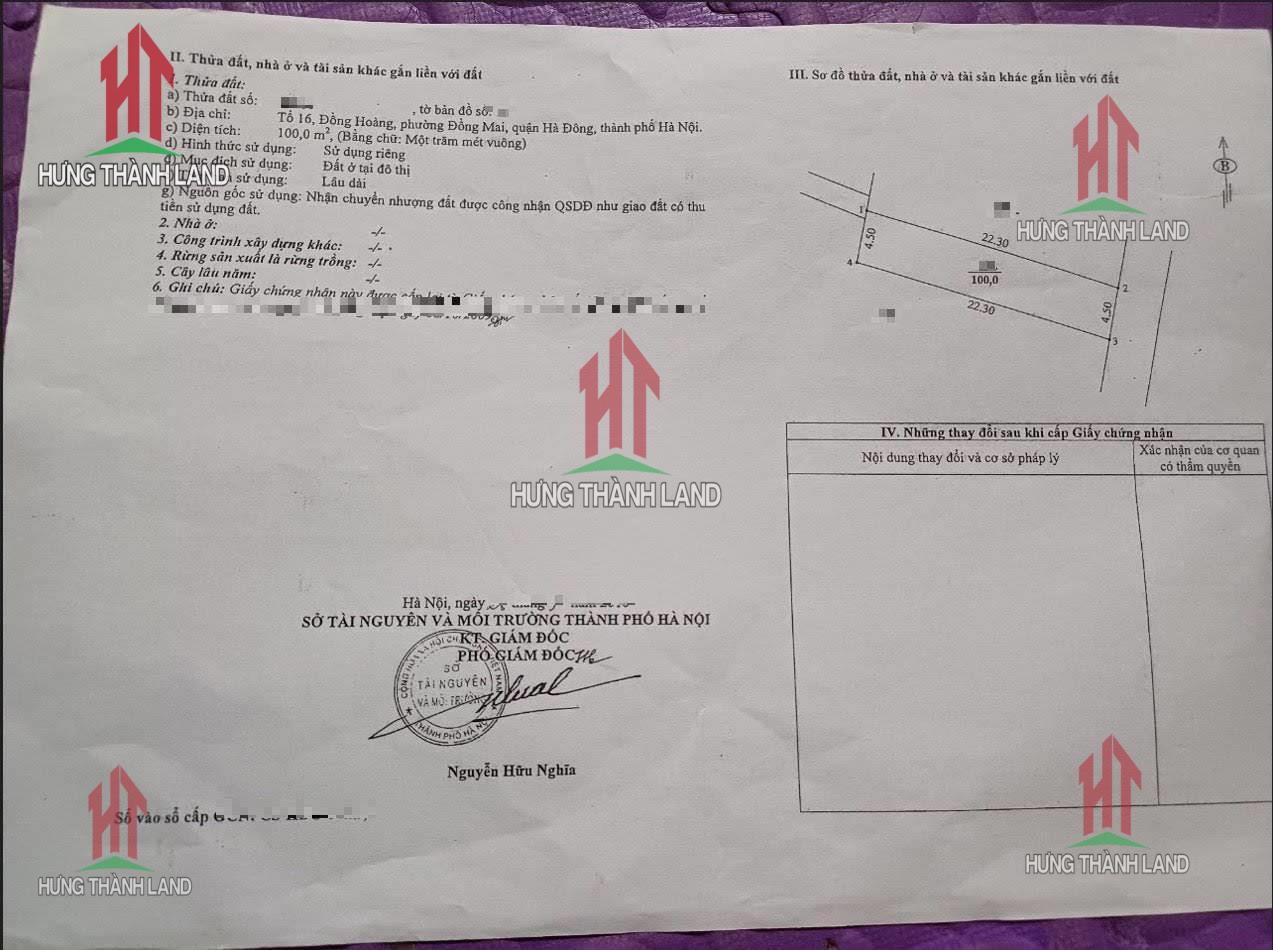 II. Thửa đất, nhà ở và tài sản khác gắn liền với đất
1. Thửa đất:
a) Thửa đất số: , tờ bản đồ số:
b) Địa chỉ: Tổ 16, Đồng Hoàng, phường Đồng Mai, quận Hà Đông, thành phố Hà Nội.
c) Diện tích: 100,0 m², (Bằng chữ: Một trăm mét vuông)
d) Hình thức sử dụng: Sử dụng riêng
đ) Mục đích sử dụng: Đất ở tại đô thị
sử dụng: Lâu dài
g) Nguồn gốc sử dụng: Nhận chuyển nhượng đất được công nhận QSDĐ như giao đất có thu
tiền sử dụng đất.
2. Nhà ở: -/-
3. Công trình xây dựng khác: -/-
4. Rừng sản xuất là rừng trồng: -/-
5. Cây lâu năm: -/-
6. Ghi chú: Giấy chứng nhận này được cấp
Hà Nội, ngày
SỞ TÀI NGUYÊN VÀ MÔI TRƯỜNG THÀNH PHỐ HÀ NỘI
KT. GIÁM ĐỐC
PHÓ GIÁM ĐỐC
SỞ
TÀI NGUYÊN
VÀ MÔI TRƯỜNG
THÀNH PHỐ HÀ NỘI
Nguyễn Hữu Nghĩa
Số vào sổ cấp
III. Sơ đồ thửa đất, nhà ở và tài sản khác gắn liền với đất
B
1
22.30
4.50
4
100,0
2
22.30
4.50
3
IV. Những thay đổi sau khi cấp Giấy chứng nhận
Nội dung thay đổi và cơ sở pháp lý
Xác nhận của cơ quan
có thẩm quyền
HT
HƯNG THÀNH LAND
HT
HƯNG THÀNH LAND
HT
HƯNG THÀNH LAND
HT
HƯNG THÀNH LAND
HT
HƯNG THÀNH LAND